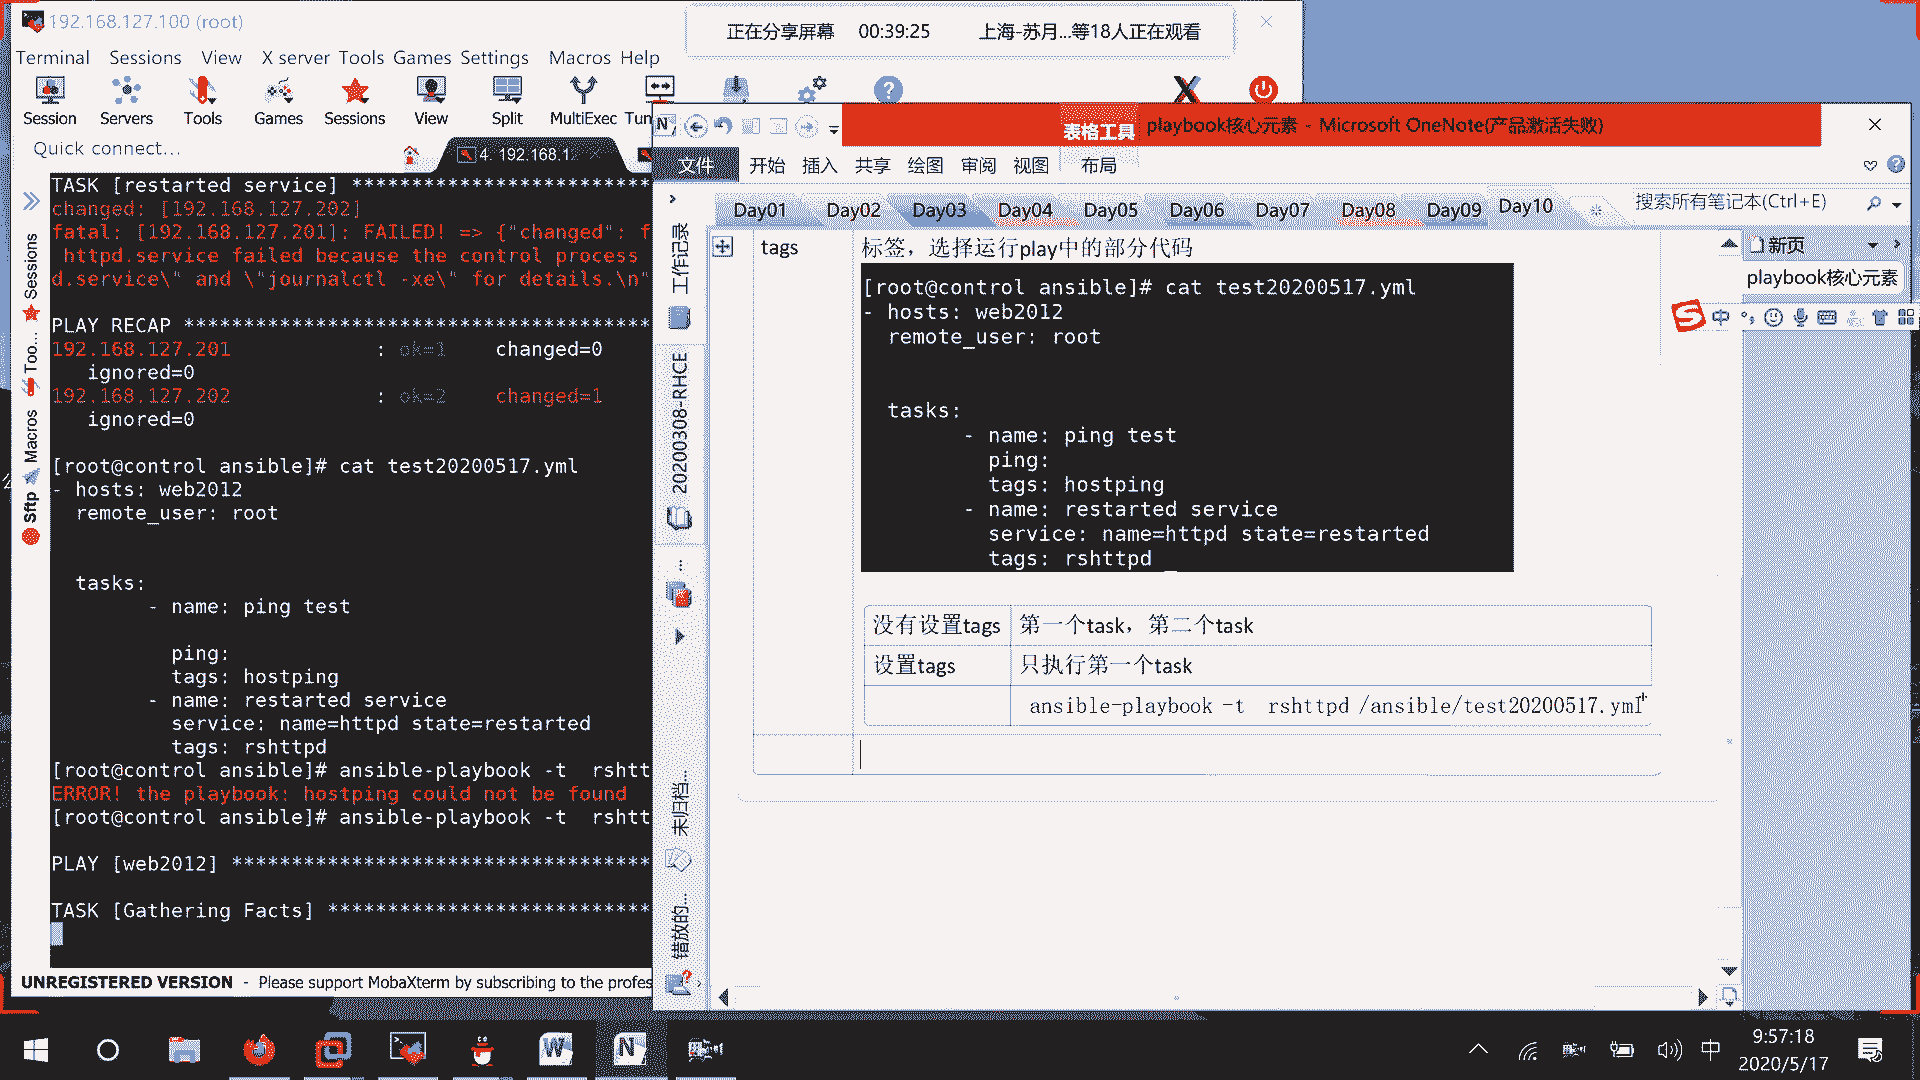 192.168.127.100 (root)
正在分享屏幕 00:39:25 上海-苏月...等18人正在观看
Terminal Sessions View X server Tools Games Settings Macros Help
Session Servers Tools Games Sessions View Split MultiExec Tun
Quick connect...
4. 192.168.1
TASK [restarted service] *************************
changed: [192.168.127.202]
fatal: [192.168.127.201]: FAILED! => {"changed": f
httpd.service failed because the control process
d.service\" and \"journalctl -xe\" for details.\n"
PLAY RECAP ***************************************
192.168.127.201 : ok=1 changed=0
ignored=0
192.168.127.202 : ok=2 changed=1
ignored=0
[root@control ansible]# cat test20200517.yml
- hosts: web2012
remote_user: root
tasks:
- name: ping test
ping:
tags: hostping
- name: restarted service
service: name=httpd state=restarted
tags: rshttpd
[root@control ansible]# ansible-playbook -t rshtt
ERROR! the playbook: hostping could not be found
[root@control ansible]# ansible-playbook -t rshtt
PLAY [web2012] ***********************************
TASK [Gathering Facts] ***************************
UNREGISTERED VERSION - Please support MobaXterm by subscribing to the profes
Sessions
Too...
Macros
Sftp
表格工具 playbook核心元素 - Microsoft OneNote(产品激活失败)
文件 开始 插入 共享 绘图 审阅 视图 布局
Day01 Day02 Day03 Day04 Day05 Day06 Day07 Day08 Day09 Day10
搜索所有笔记本(Ctrl+E)
工作记录
20200308-RHCE
未归档...
错放的...
新页
playbook核心元素
中
tags 标签，选择运行play中的部分代码
[root@control ansible]# cat test20200517.yml
- hosts: web2012
remote_user: root
tasks:
- name: ping test
ping:
tags: hostping
- name: restarted service
service: name=httpd state=restarted
tags: rshttpd
没有设置tags 第一个task，第二个task
设置tags 只执行第一个task
ansible-playbook -t rshttpd /ansible/test20200517.yml
中
9:57:18
2020/5/17